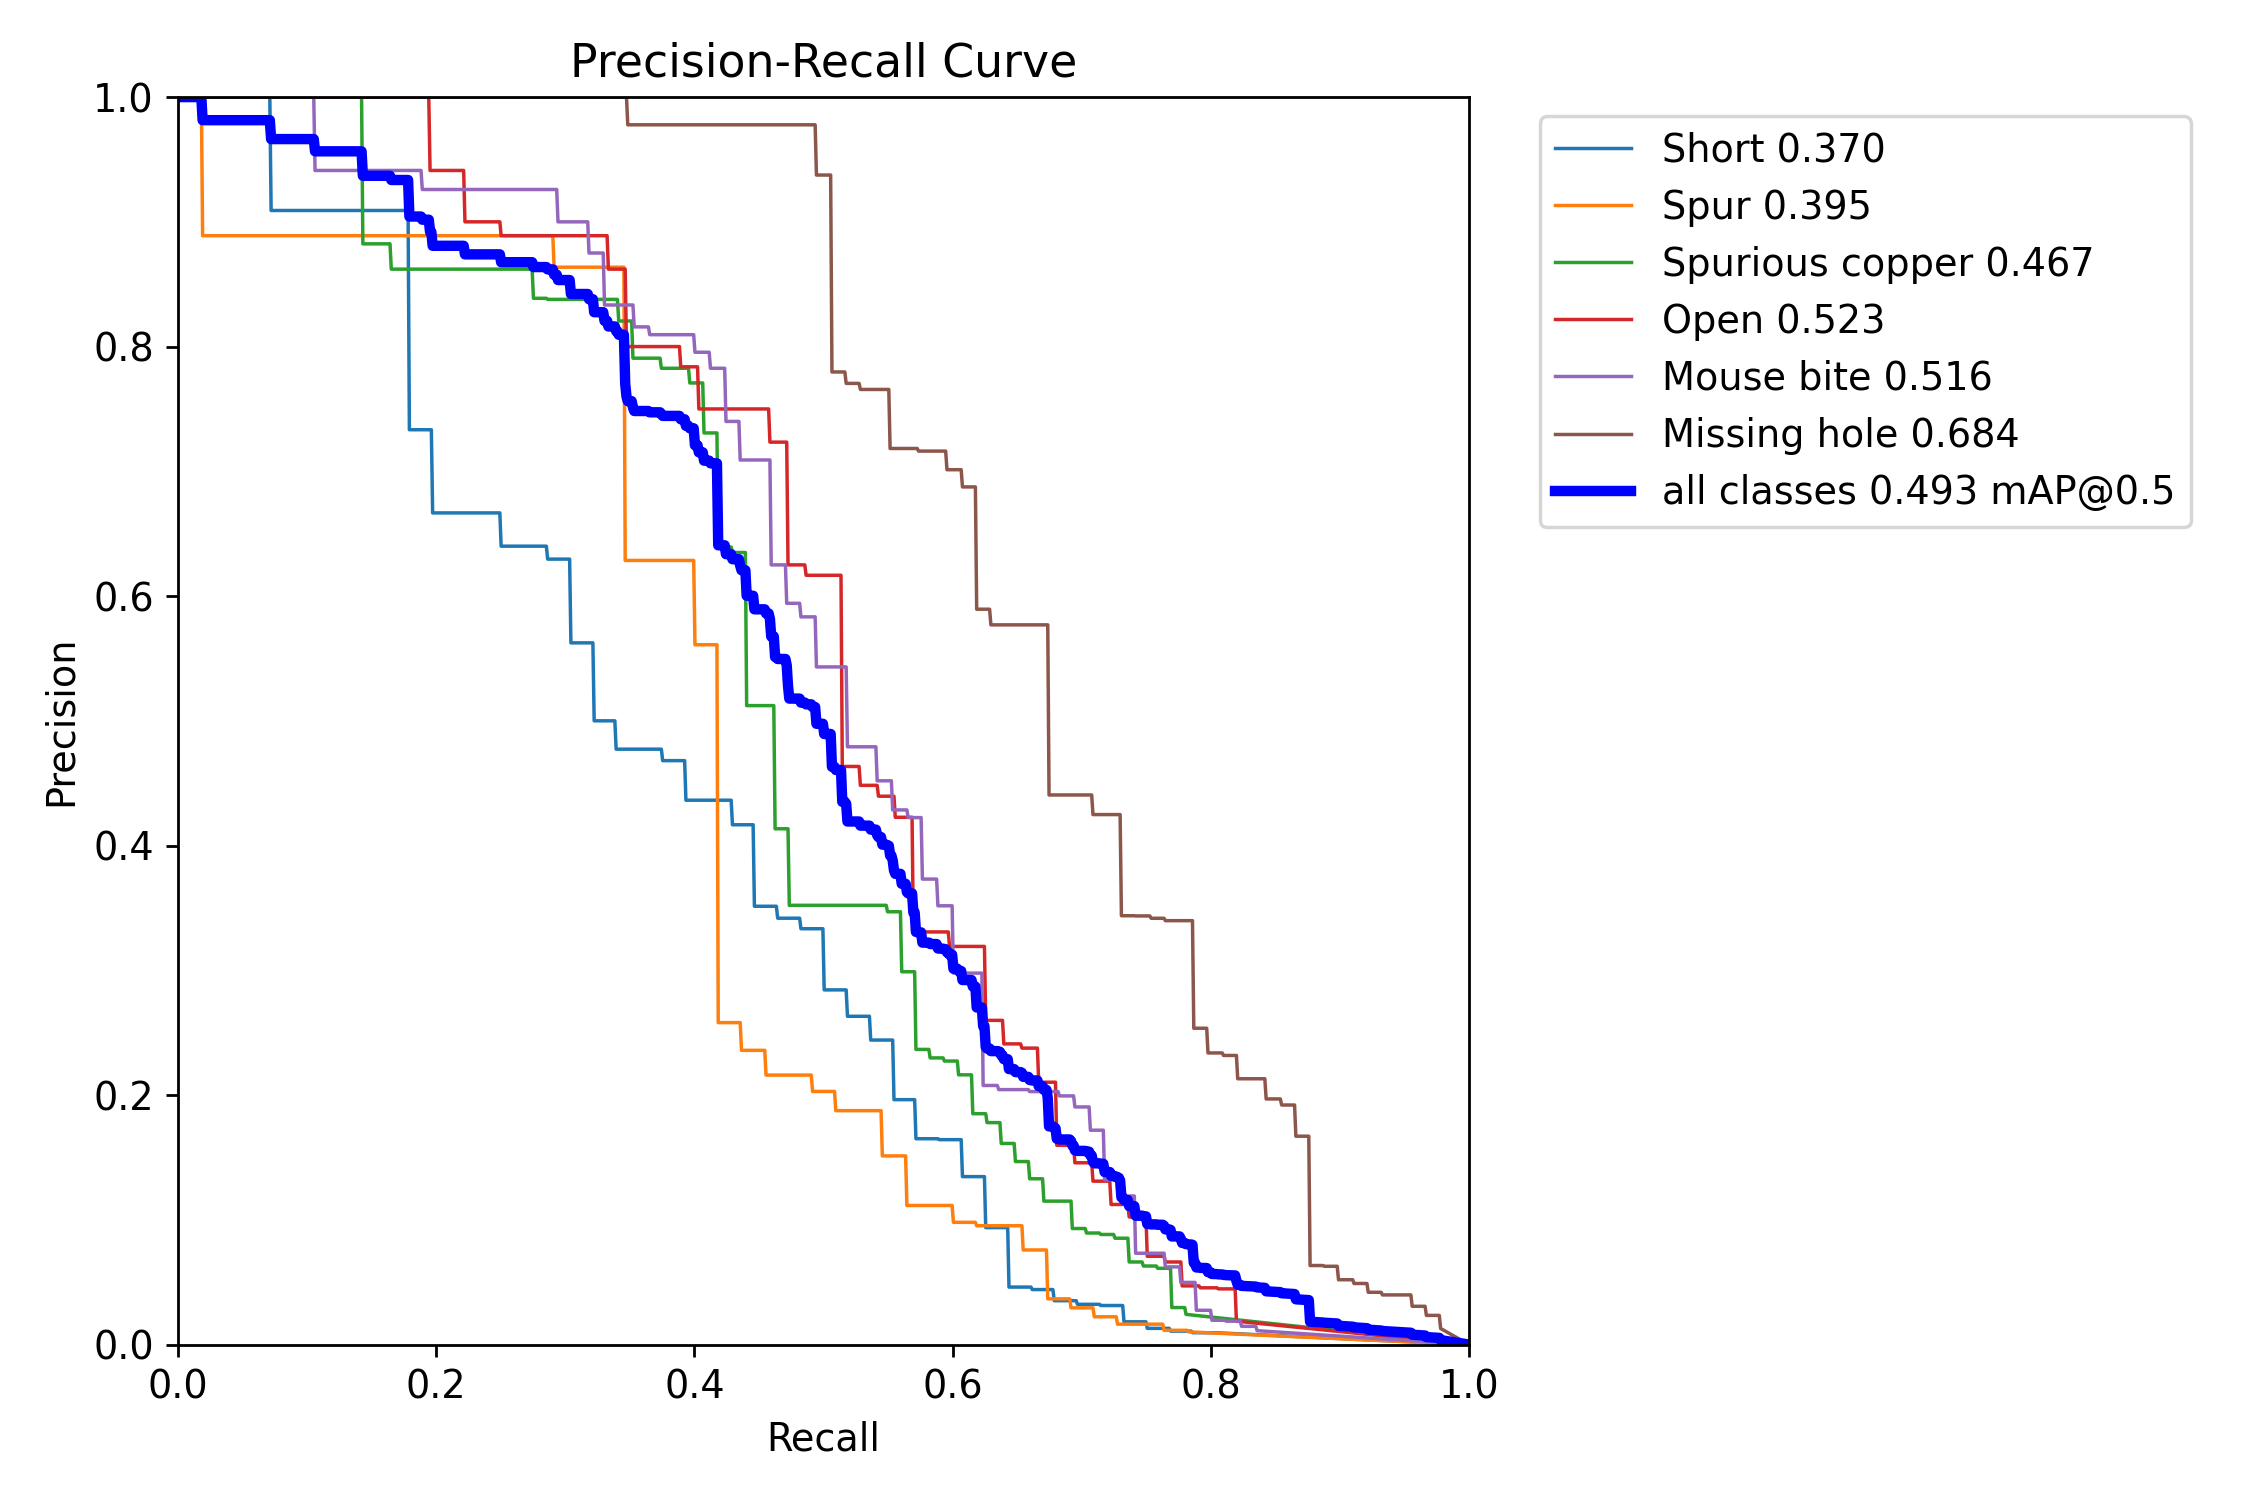 Precision-Recall Curve
1.0
0.8
0.6
0.4
0.2
0.0
Precision
0.0 0.2 0.4 0.6 0.8 1.0
Recall
Short 0.370
Spur 0.395
Spurious copper 0.467
Open 0.523
Mouse bite 0.516
Missing hole 0.684
all classes 0.493 mAP@0.5